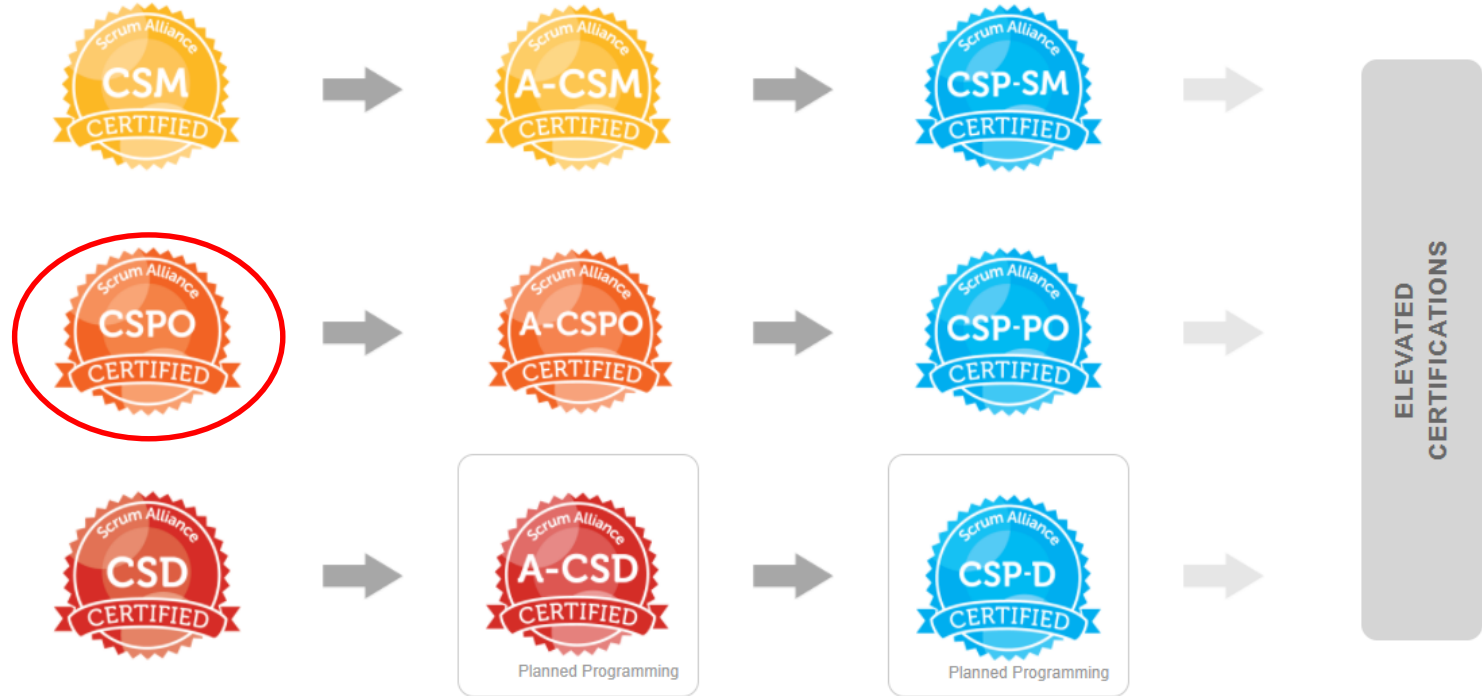 Scrum Alliance
CSM
CERTIFIED
Scrum Alliance
A-CSM
CERTIFIED
Scrum Alliance
CSP-SM
CERTIFIED
Scrum Alliance
CSPO
CERTIFIED
Scrum Alliance
A-CSPO
CERTIFIED
Scrum Alliance
CSP-PO
CERTIFIED
Scrum Alliance
CSD
CERTIFIED
Scrum Alliance
A-CSD
CERTIFIED
Planned Programming
Scrum Alliance
CSP-D
CERTIFIED
Planned Programming
ELEVATED
CERTIFICATIONS